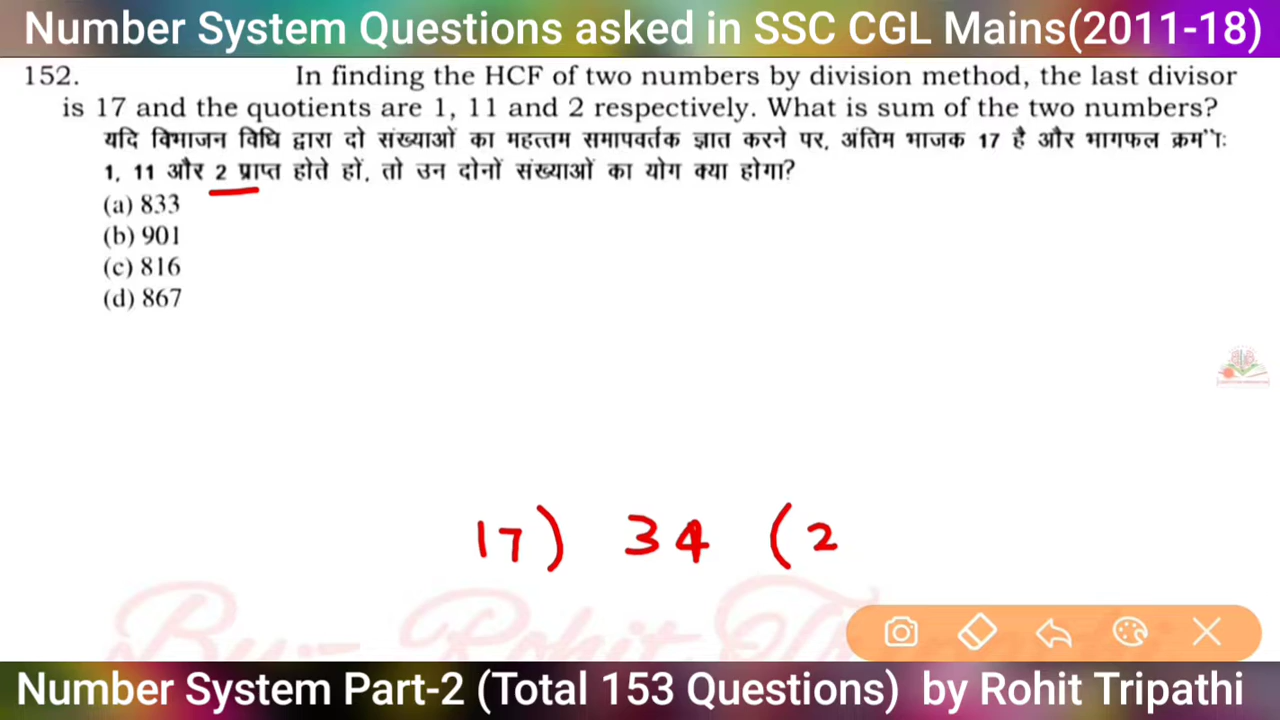 Number System Questions asked in SSC CGL Mains(2011-18)
152. In finding the HCF of two numbers by division method, the last divisor
is 17 and the quotients are 1, 11 and 2 respectively. What is sum of the two numbers?
यदि विभाजन विधि द्वारा दो संख्याओं का महत्तम समापवर्तक ज्ञात करने पर, अंतिम भाजक 17 है और भागफल
1, 11 और 2 प्राप्त होते हों, तो उन दोनों संख्याओं का योग क्या होगा?
(a) 833
(b) 901
(c) 816
(d) 867
17) 34 (2
By:- Rohit
Number System Part-2 (Total 153 Questions) by Rohit Tripathi